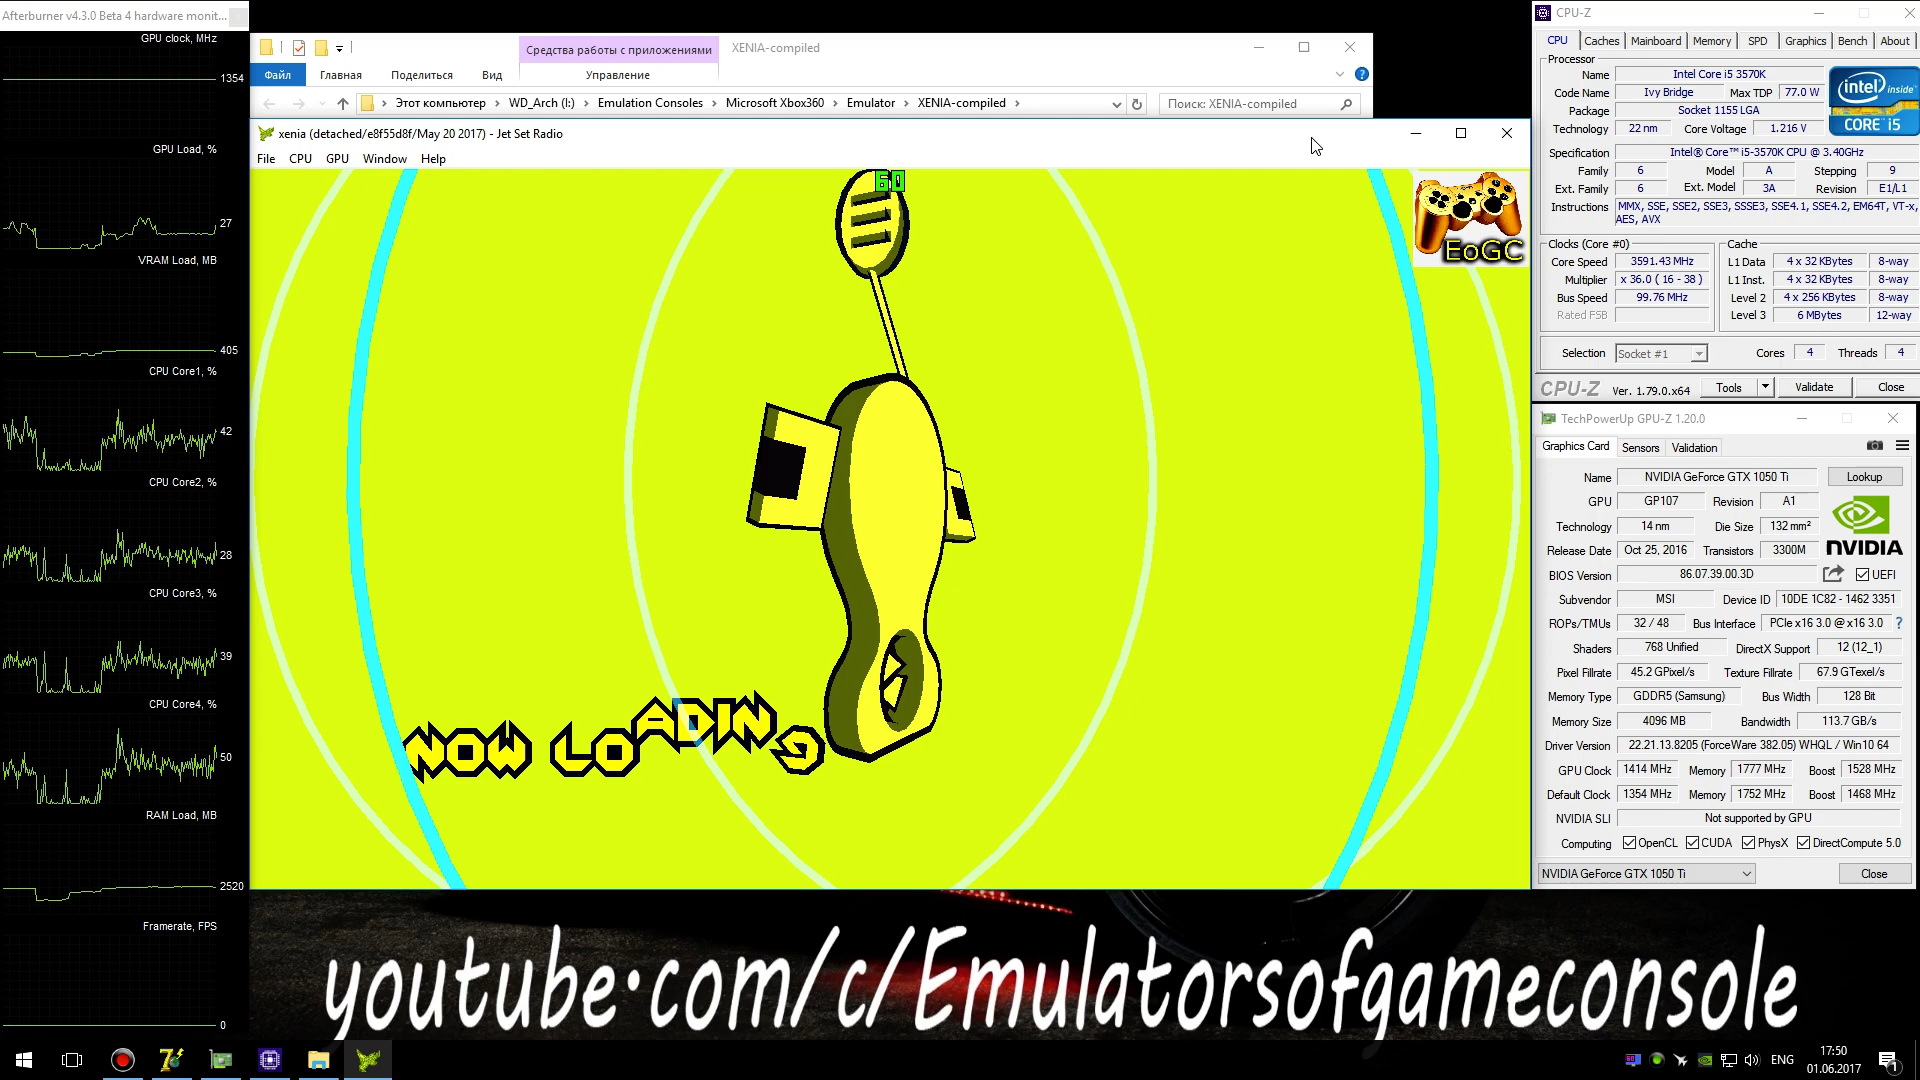 Afterburner v4.3.0 Beta 4 hardware monit...
GPU clock, MHz
1354
GPU Load, %
27
VRAM Load, MB
405
CPU Core1, %
42
CPU Core2, %
28
CPU Core3, %
39
CPU Core4, %
50
RAM Load, MB
2520
Framerate, FPS
0
Средства работы с приложениями
XENIA-compiled
Файл Главная Поделиться Вид Управление
Этот компьютер WD_Arch (I:) Emulation Consoles Microsoft Xbox360 Emulator XENIA-compiled
Поиск: XENIA-compiled
xenia (detached/e8f55d8f/May 20 2017) - Jet Set Radio
File CPU GPU Window Help
60
EoGC
NOW LOADING
CPU-Z
CPU Caches Mainboard Memory SPD Graphics Bench About
Processor
Name Intel Core i5 3570K
Code Name Ivy Bridge Max TDP 77.0 W
Package Socket 1155 LGA
Technology 22 nm Core Voltage 1.216 V
intel inside
CORE i5
Specification Intel® Core™ i5-3570K CPU @ 3.40GHz
Family 6 Model A Stepping 9
Ext. Family 6 Ext. Model 3A Revision E1/L1
Instructions MMX, SSE, SSE2, SSE3, SSSE3, SSE4.1, SSE4.2, EM64T, VT-x,
AES, AVX
Clocks (Core #0) Cache
Core Speed 3591.43 MHz L1 Data 4 x 32 KBytes 8-way
Multiplier x 36.0 ( 16 - 38 ) L1 Inst. 4 x 32 KBytes 8-way
Bus Speed 99.76 MHz Level 2 4 x 256 KBytes 8-way
Rated FSB Level 3 6 MBytes 12-way
Selection Socket #1 Cores 4 Threads 4
CPU-Z Ver. 1.79.0.x64 Tools Validate Close
TechPowerUp GPU-Z 1.20.0
Graphics Card Sensors Validation
Name NVIDIA GeForce GTX 1050 Ti Lookup
GPU GP107 Revision A1
Technology 14 nm Die Size 132 mm²
NVIDIA
Release Date Oct 25, 2016 Transistors 3300M
BIOS Version 86.07.39.00.3D UEFI
Subvendor MSI Device ID 10DE 1C82 - 1462 3351
ROPs/TMUs 32 / 48 Bus Interface PCIe x16 3.0 @ x16 3.0 ?
Shaders 768 Unified DirectX Support 12 (12_1)
Pixel Fillrate 45.2 GPixel/s Texture Fillrate 67.9 GTexel/s
Memory Type GDDR5 (Samsung) Bus Width 128 Bit
Memory Size 4096 MB Bandwidth 113.7 GB/s
Driver Version 22.21.13.8205 (ForceWare 382.05) WHQL / Win10 64
GPU Clock 1414 MHz Memory 1777 MHz Boost 1528 MHz
Default Clock 1354 MHz Memory 1752 MHz Boost 1468 MHz
NVIDIA SLI Not supported by GPU
Computing OpenCL CUDA PhysX DirectCompute 5.0
NVIDIA GeForce GTX 1050 Ti Close
youtube.com/c/Emulatorsofgameconsole
ENG
17:50
01.06.2017
1